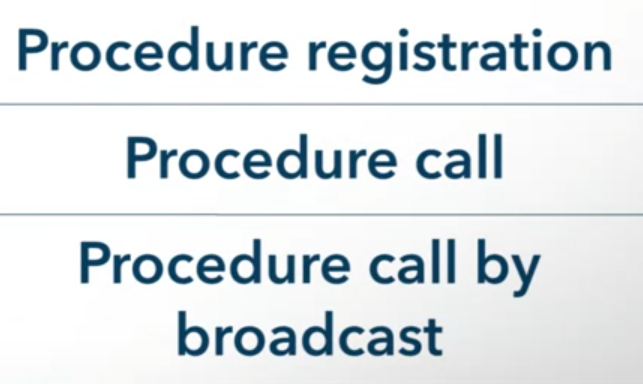 Procedure registration
Procedure call
Procedure call by
broadcast